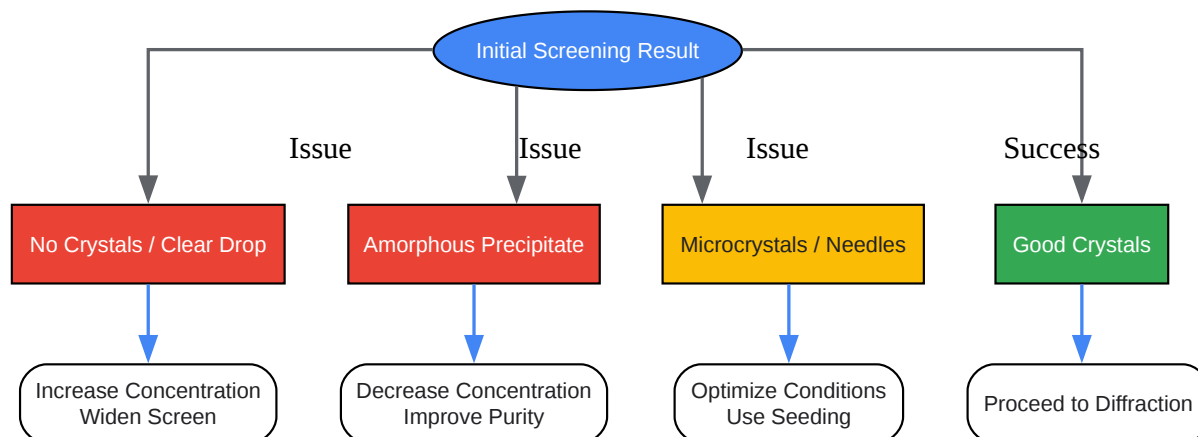 Initial Screening Result
Issue
Issue
Issue
Success
No Crystals / Clear Drop
Amorphous Precipitate
Microcrystals / Needles
Good Crystals
Increase Concentration
Widen Screen
Decrease Concentration
Improve Purity
Optimize Conditions
Use Seeding
Proceed to Diffraction